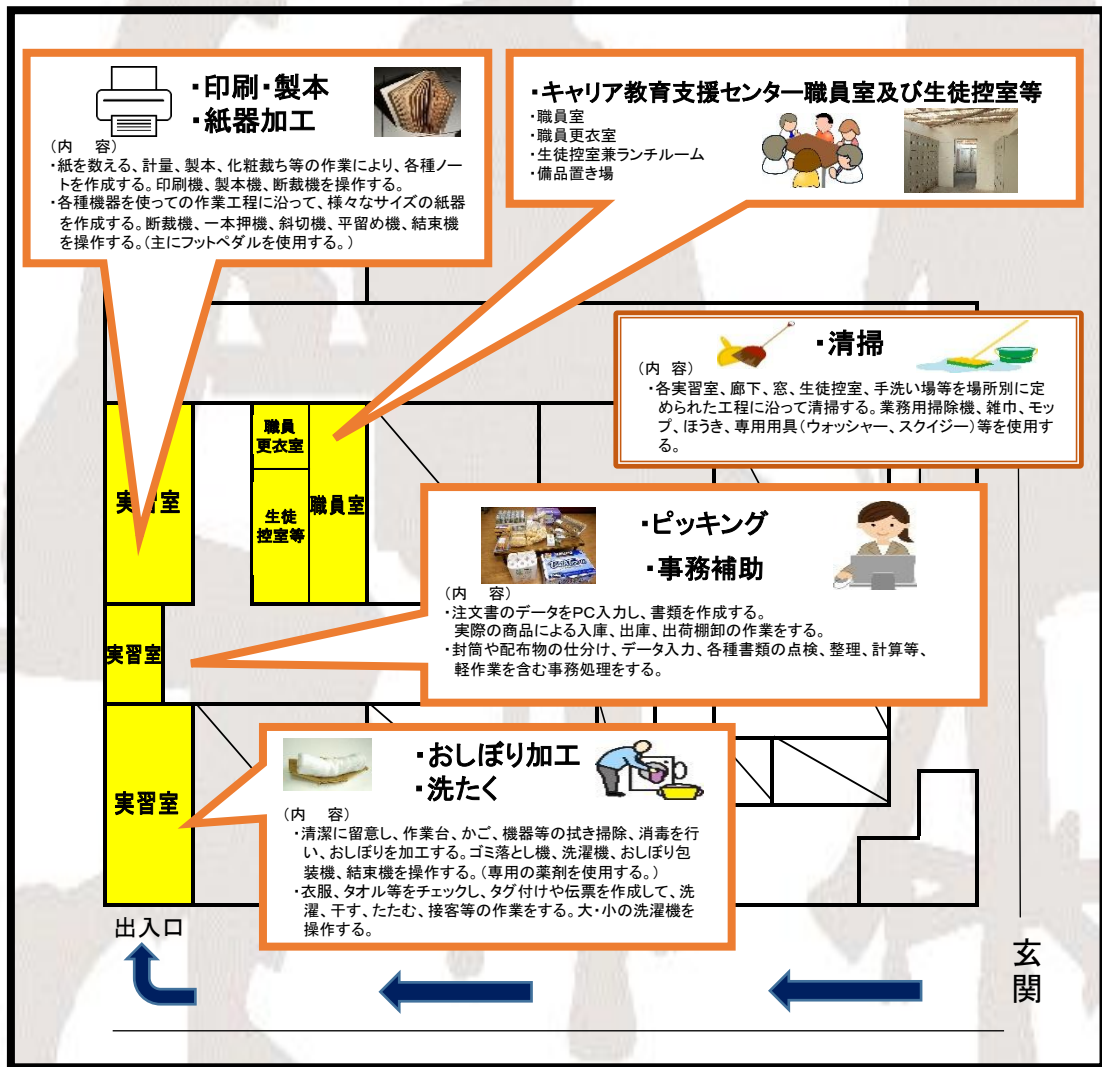 ・印刷・製本
・紙器加工
(内　容)
・紙を数える、計量、製本、化粧裁ち等の作業により、各種ノー
トを作成する。印刷機、製本機、断裁機を操作する。
・各種機器を使っての作業工程に沿って、様々なサイズの紙器
を作成する。断裁機、一本押機、斜切機、平留め機、結束機
を操作する。(主にフットペダルを使用する。)
・キャリア教育支援センター職員室及び生徒控室等
・職員室
・職員更衣室
・生徒控室兼ランチルーム
・備品置き場
・清掃
(内 容)
・各実習室、廊下、窓、生徒控室、手洗い場等を場所別に定
められた工程に沿って清掃する。業務用掃除機、雑巾、モッ
プ、ほうき、専用用具(ウォッシャー、スクイジー)等を使用す
る。
実習室
職員
更衣室
生徒
控室等
職員室
・ピッキング
・事務補助
(内　容)
・注文書のデータをPC入力し、書類を作成する。
実際の商品による入庫、出庫、出荷棚卸の作業をする。
・封筒や配布物の仕分け、データ入力、各種書類の点検、整理、計算等、
軽作業を含む事務処理をする。
実習室
実習室
・おしぼり加工
・洗たく
(内　容)
・清潔に留意し、作業台、かご、機器等の拭き掃除、消毒を行
い、おしぼりを加工する。ゴミ落とし機、洗濯機、おしぼり包
装機、結束機を操作する。(専用の薬剤を使用する。)
・衣服、タオル等をチェックし、タグ付けや伝票を作成して、洗
濯、干す、たたむ、接客等の作業をする。大・小の洗濯機を
操作する。
出入口
玄関